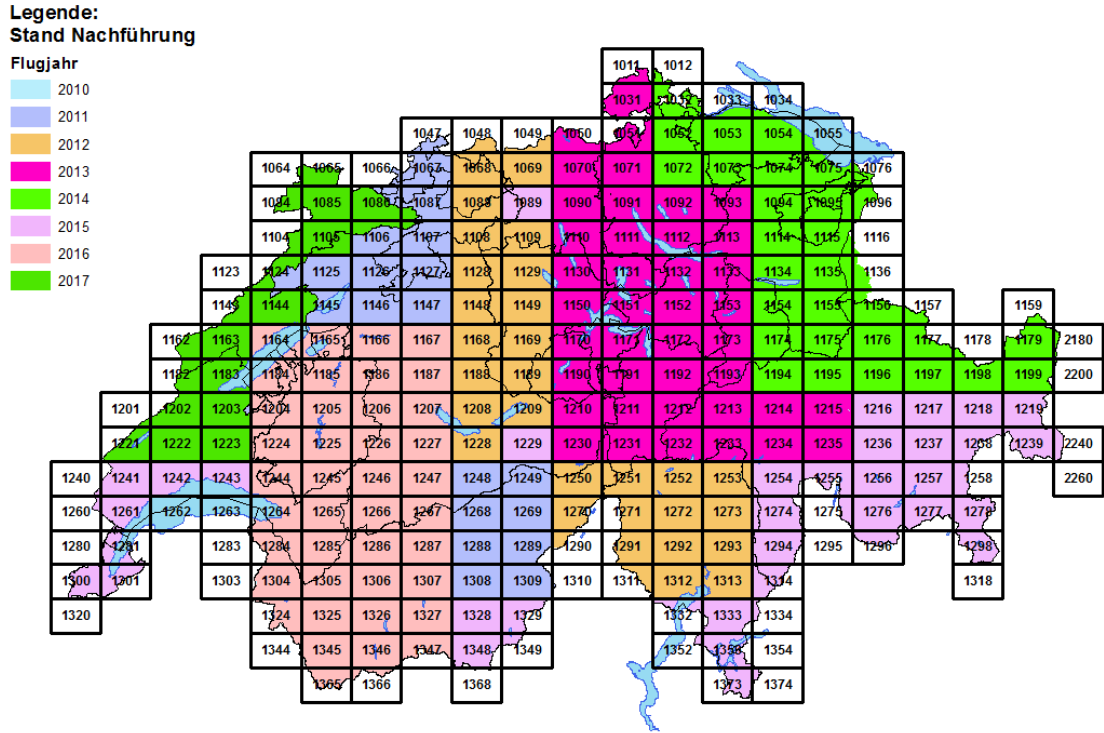 Legende:
Stand Nachführung
Flugjahr
2010
2011
2012
2013
2014
2015
2016
2017
1011 1012
1031 1032 1033 1034
1047 1048 1049 1050 1051 1052 1053 1054 1055
1064 1065 1066 1067 1068 1069 1070 1071 1072 1073 1074 1075 1076
1084 1085 1086 1087 1088 1089 1090 1091 1092 1093 1094 1095 1096
1104 1105 1106 1107 1108 1109 1110 1111 1112 1113 1114 1115 1116
1123 1124 1125 1126 1127 1128 1129 1130 1131 1132 1133 1134 1135 1136
1143 1144 1145 1146 1147 1148 1149 1150 1151 1152 1153 1154 1155 1156 1157 1159
1162 1163 1164 1165 1166 1167 1168 1169 1170 1171 1172 1173 1174 1175 1176 1177 1178 1179 2180
1182 1183 1184 1185 1186 1187 1188 1189 1190 1191 1192 1193 1194 1195 1196 1197 1198 1199 2200
1201 1202 1203 1204 1205 1206 1207 1208 1209 1210 1211 1212 1213 1214 1215 1216 1217 1218 1219
1221 1222 1223 1224 1225 1226 1227 1228 1229 1230 1231 1232 1233 1234 1235 1236 1237 1238 1239 2240
1240 1241 1242 1243 1244 1245 1246 1247 1248 1249 1250 1251 1252 1253 1254 1255 1256 1257 1258 2260
1260 1261 1262 1263 1264 1265 1266 1267 1268 1269 1270 1271 1272 1273 1274 1275 1276 1277 1278
1280 1281 1283 1284 1285 1286 1287 1288 1289 1290 1291 1292 1293 1294 1295 1296 1298
1300 1301 1303 1304 1305 1306 1307 1308 1309 1310 1311 1312 1313 1314 1318
1320 1324 1325 1326 1327 1328 1329 1332 1333 1334
1344 1345 1346 1347 1348 1349 1352 1353 1354
1365 1366 1368 1373 1374